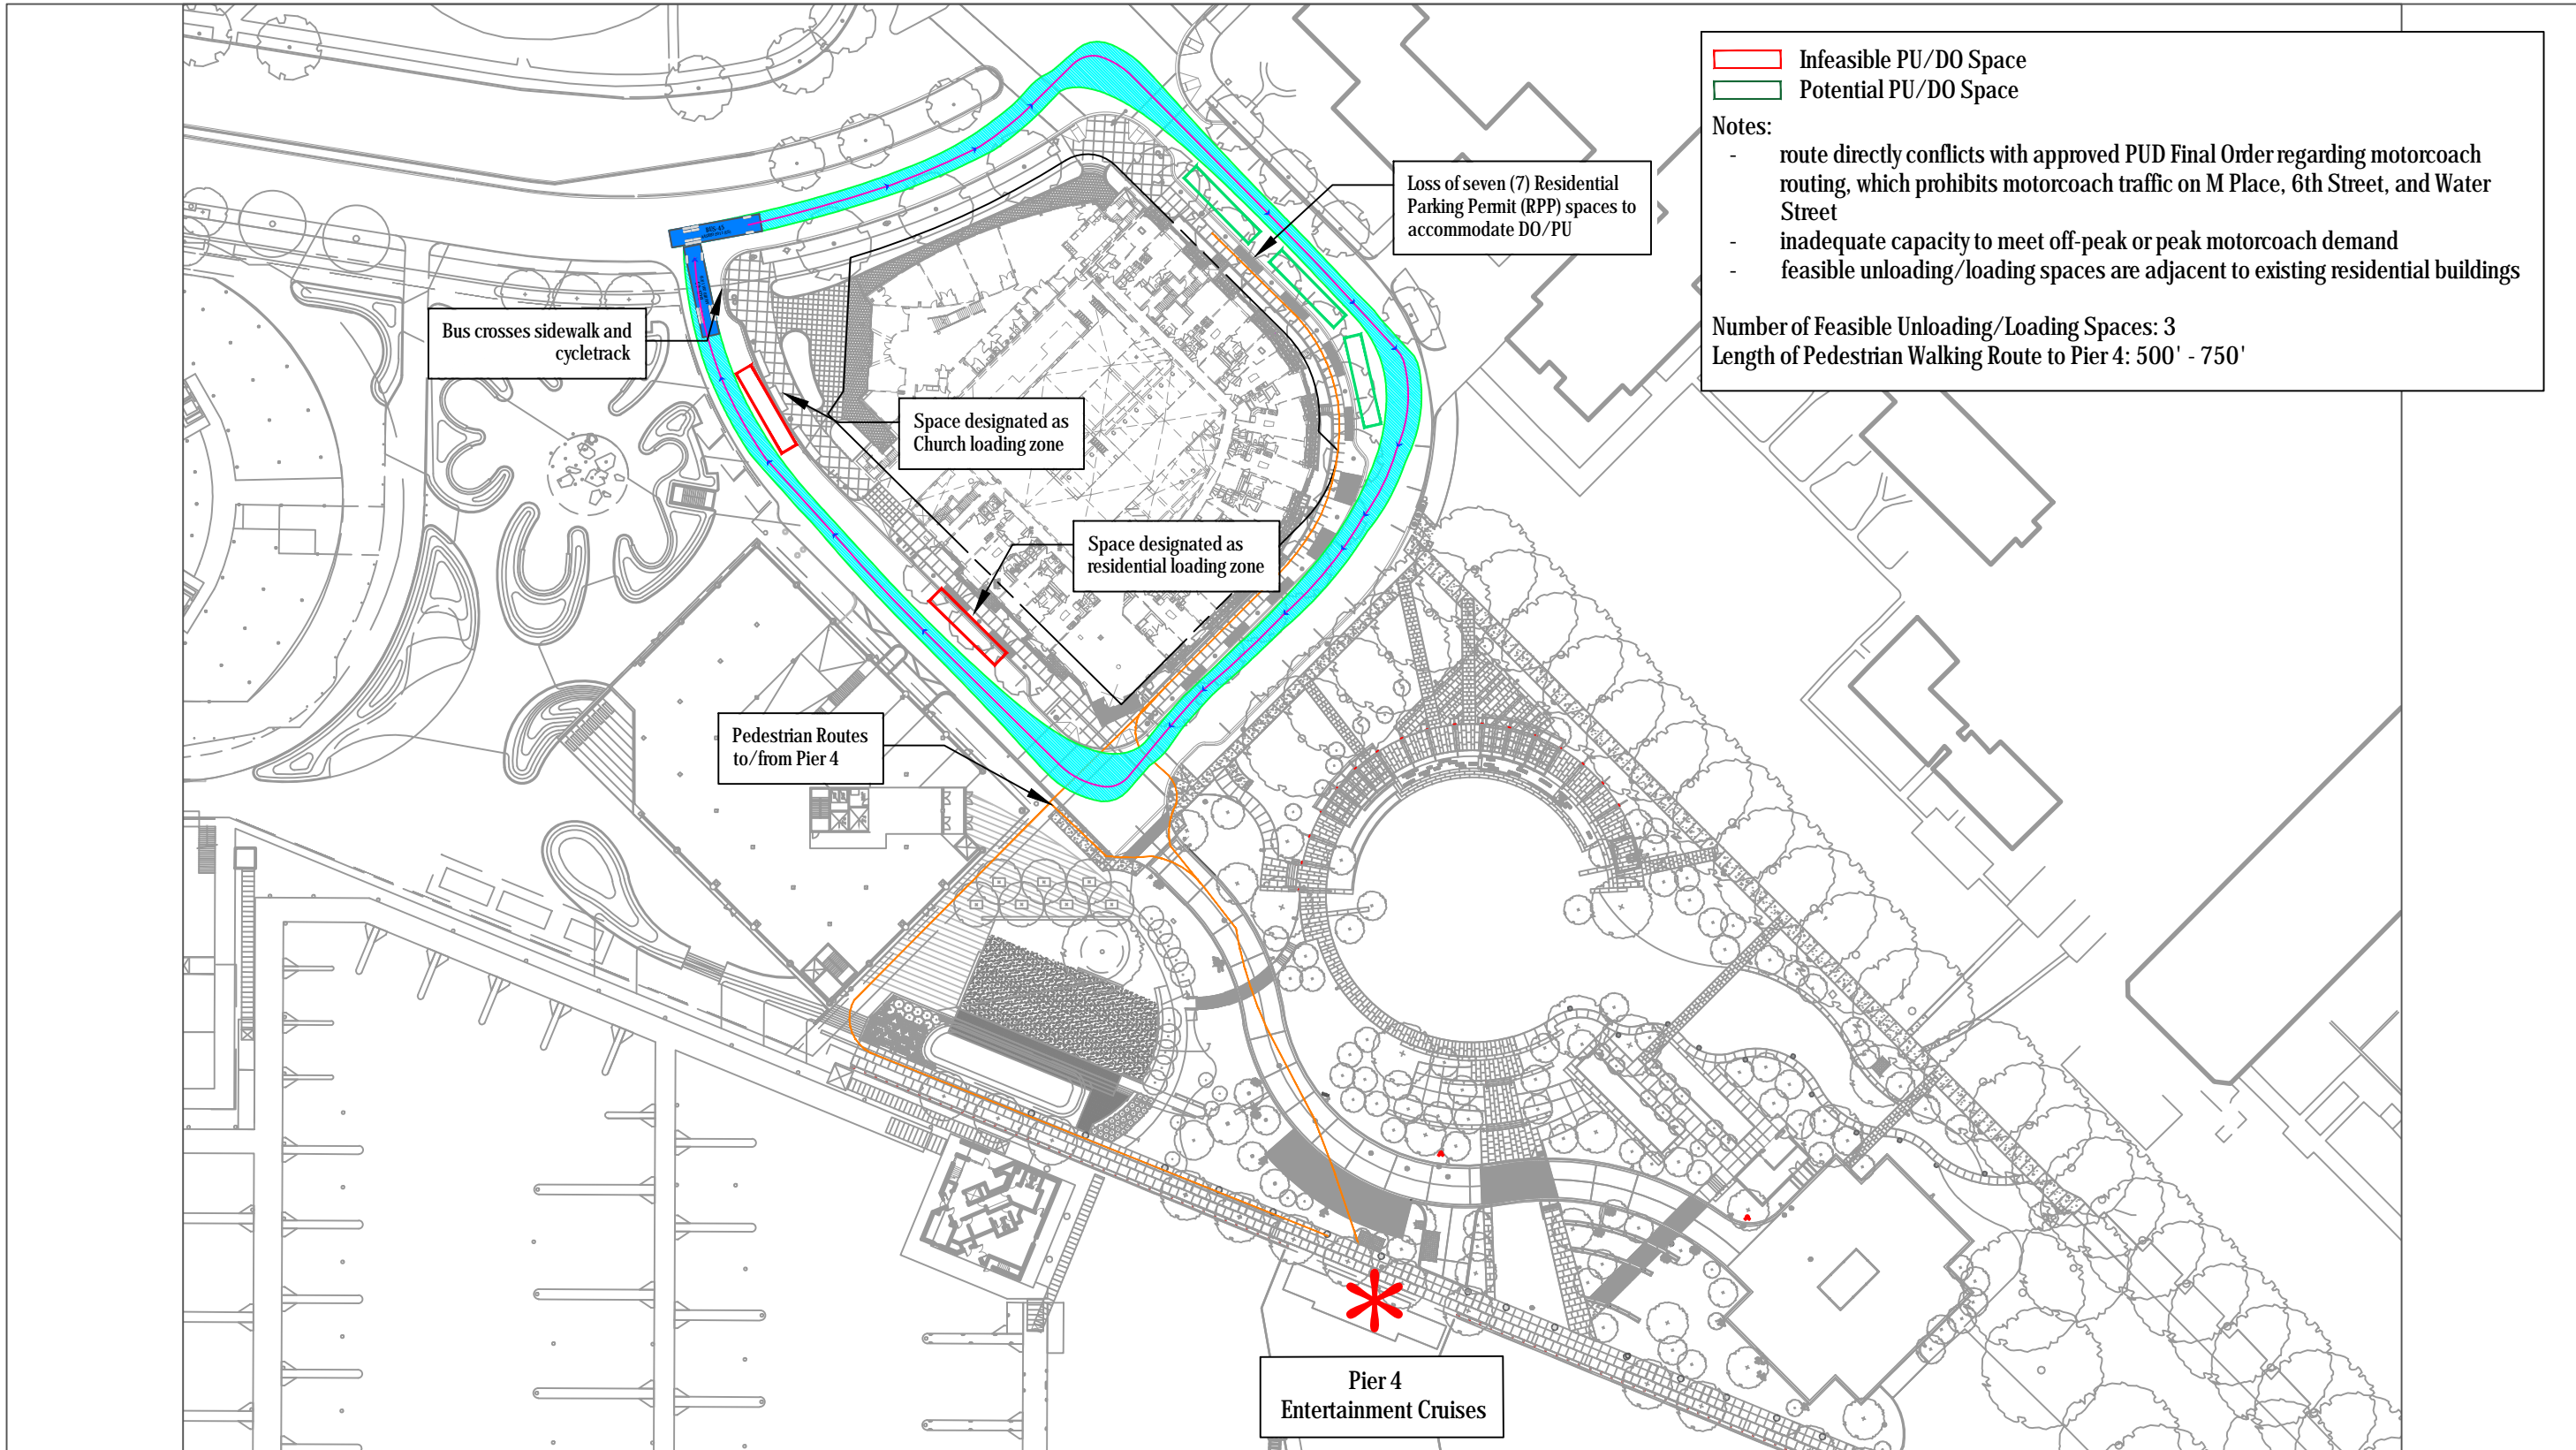 Infeasible PU/DO Space
Potential PU/DO Space
Notes:
- route directly conflicts with approved PUD Final Order regarding motorcoach
routing, which prohibits motorcoach traffic on M Place, 6th Street, and Water
Street
- inadequate capacity to meet off-peak or peak motorcoach demand
- feasible unloading/loading spaces are adjacent to existing residential buildings
Number of Feasible Unloading/Loading Spaces: 3
Length of Pedestrian Walking Route to Pier 4: 500' - 750'
Loss of seven (7) Residential
Parking Permit (RPP) spaces to
accommodate DO/PU
Bus crosses sidewalk and
cycletrack
Space designated as
Church loading zone
Space designated as
residential loading zone
Pedestrian Routes
to/from Pier 4
Pier 4
Entertainment Cruises